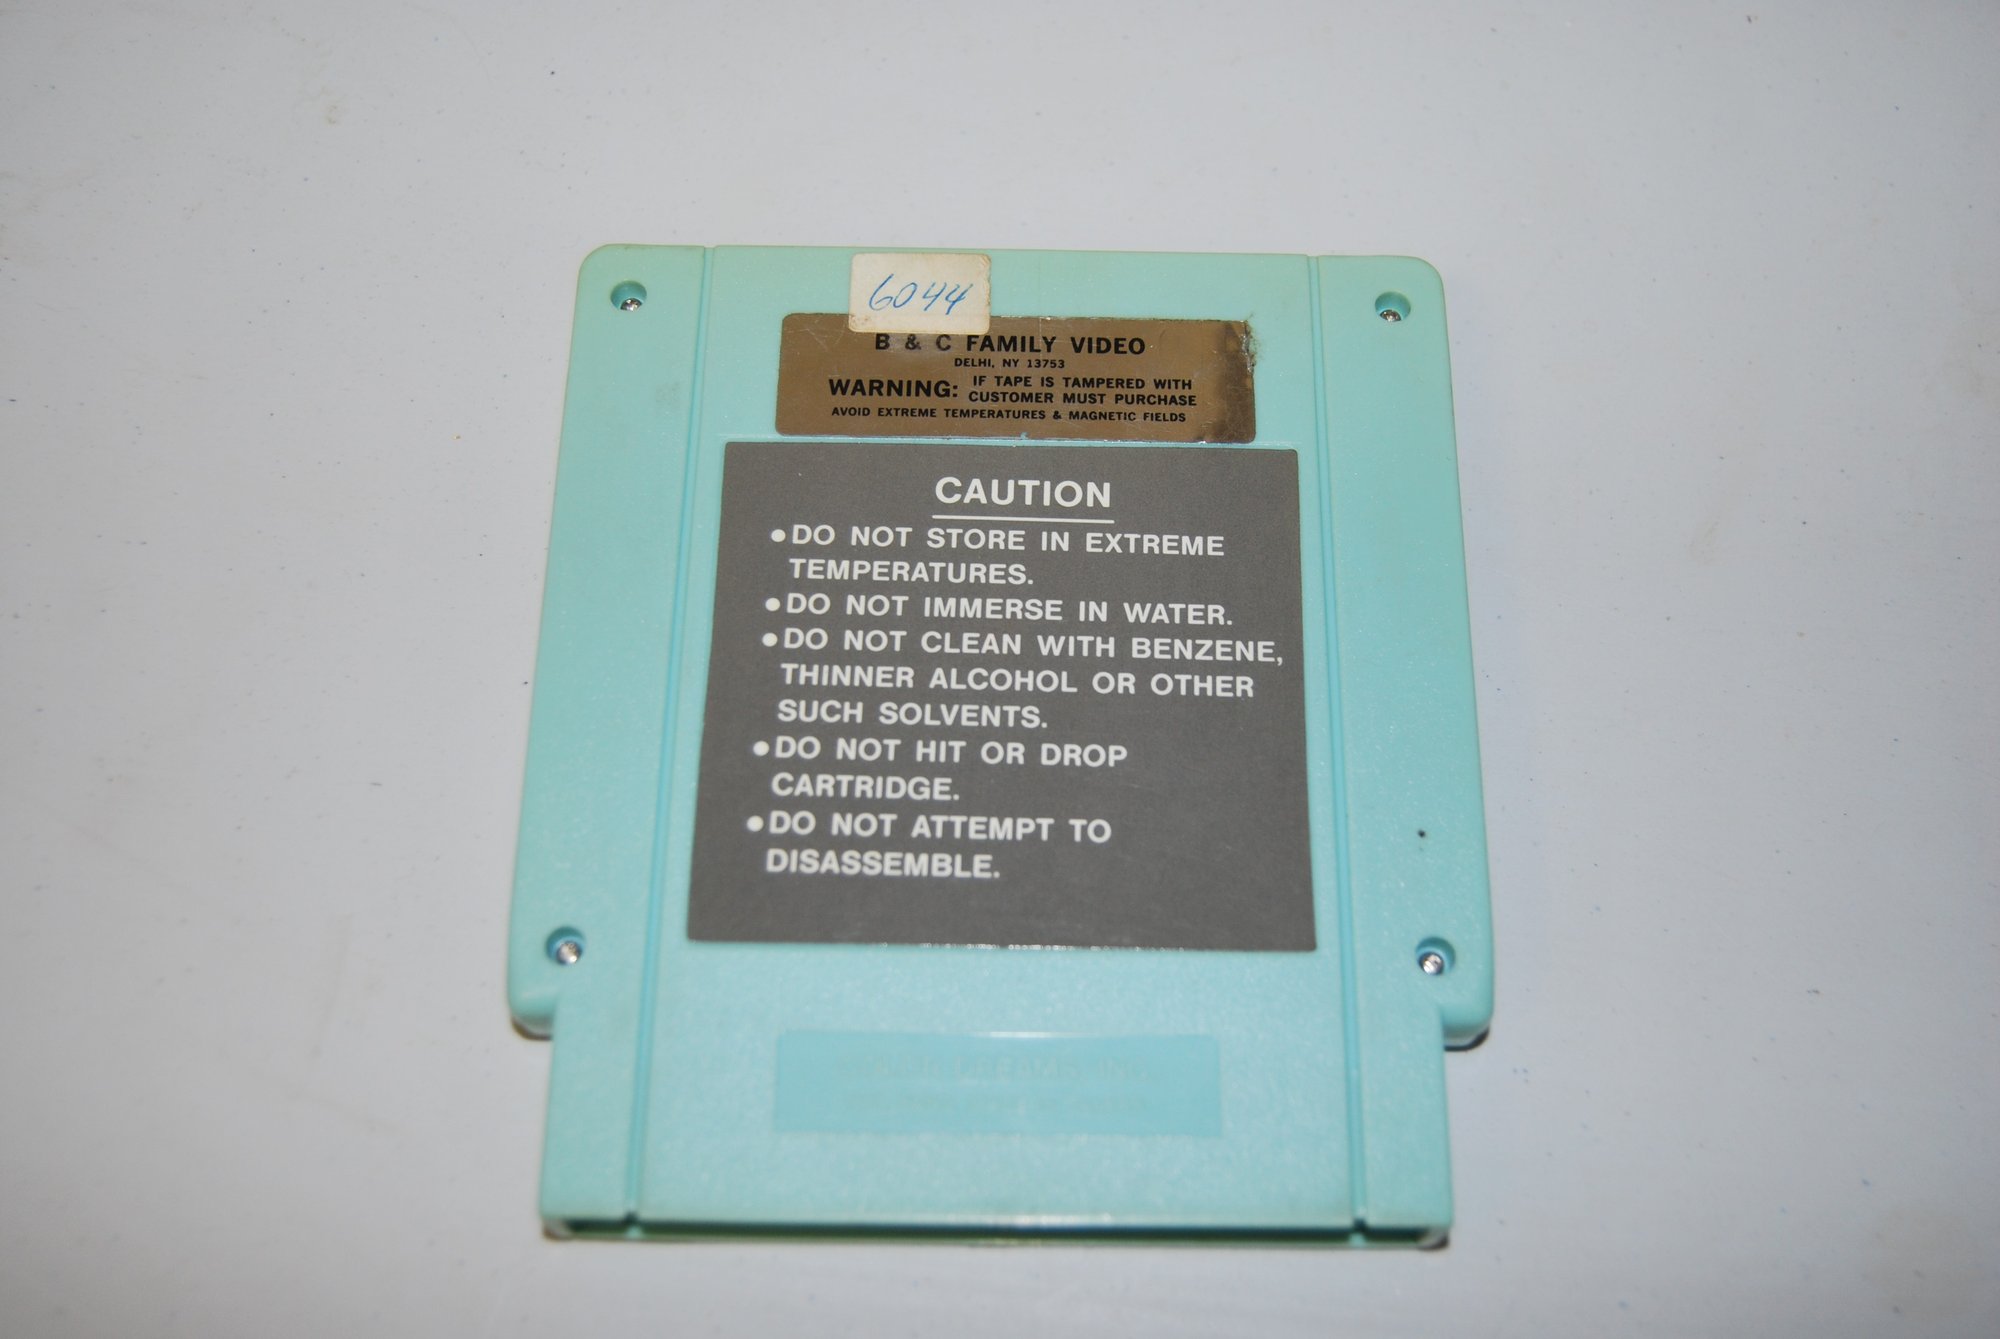 6044
B & C FAMILY VIDEO
DELHI, NY 13753
WARNING: IF TAPE IS TAMPERED WITH
CUSTOMER MUST PURCHASE
AVOID EXTREME TEMPERATURES & MAGNETIC FIELDS
CAUTION
●DO NOT STORE IN EXTREME
TEMPERATURES.
●DO NOT IMMERSE IN WATER.
●DO NOT CLEAN WITH BENZENE,
THINNER ALCOHOL OR OTHER
SUCH SOLVENTS.
●DO NOT HIT OR DROP
CARTRIDGE.
●DO NOT ATTEMPT TO
DISASSEMBLE.
DREAMS, INC.